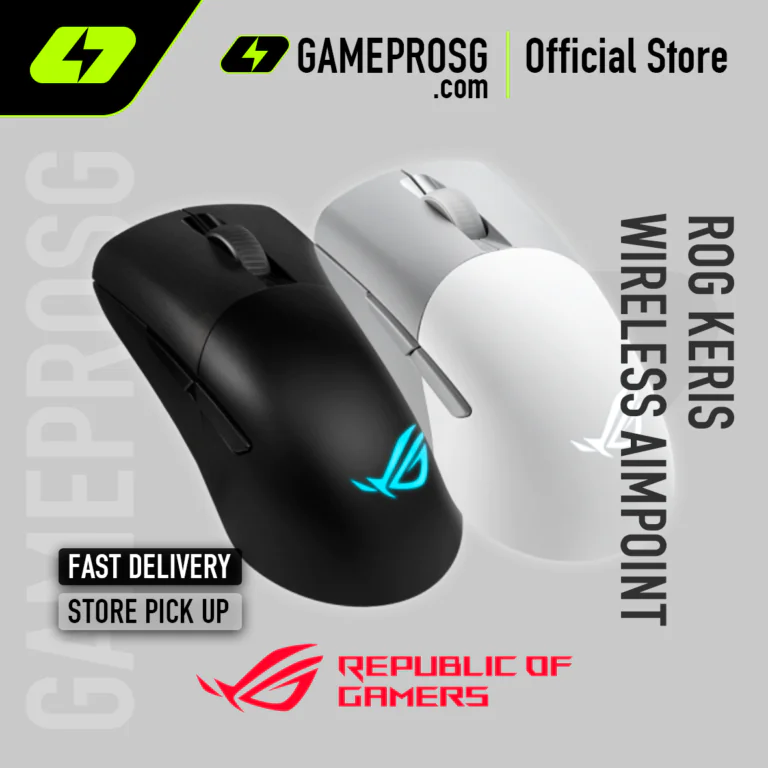 GAMEPROSG
.com
Official Store
GAMEPROSG
ROG KERIS
WIRELESS AIMPOINT
FAST DELIVERY
STORE PICK UP
REPUBLIC OF
GAMERS